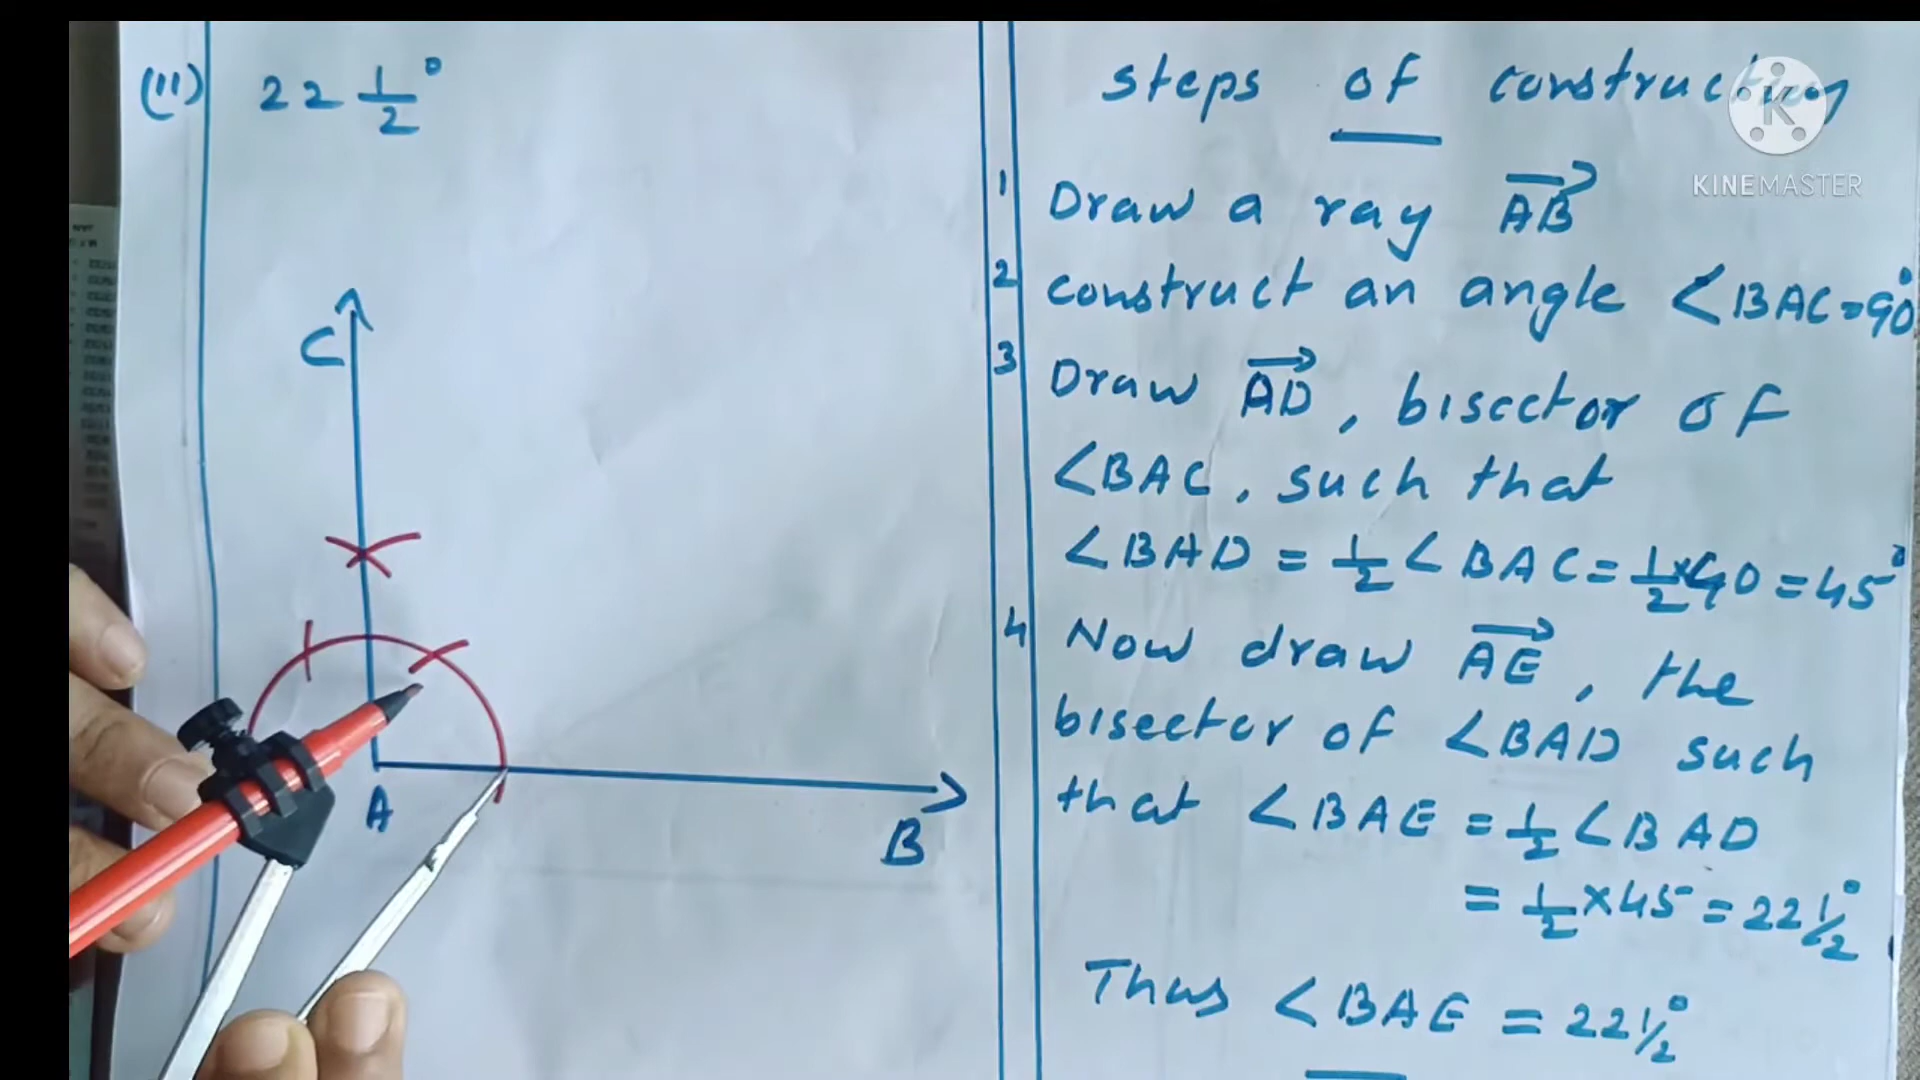 (11) 22 1/2°
C
A
B
steps of construction
1 Draw a ray AB
2 construct an angle ∠BAC=90°
3 Draw AD, bisector of
∠BAC, such that
∠BAD = 1/2 ∠BAC = 1/2×90 = 45°
4 Now draw AE, the
bisector of ∠BAD such
that ∠BAE = 1/2 ∠BAD
= 1/2 ×45 = 22 1/2°
Thus ∠BAE = 22 1/2°
K
KINEMASTER